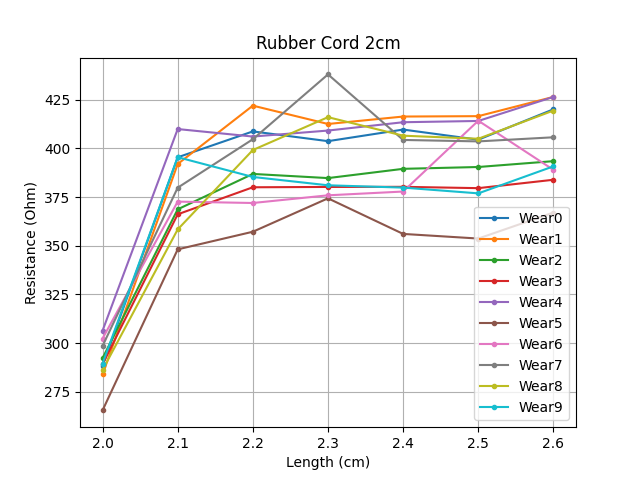 Rubber Cord 2cm
Resistance (Ohm)
425
400
375
350
325
300
275
2.0 2.1 2.2 2.3 2.4 2.5 2.6
Length (cm)
Wear0
Wear1
Wear2
Wear3
Wear4
Wear5
Wear6
Wear7
Wear8
Wear9